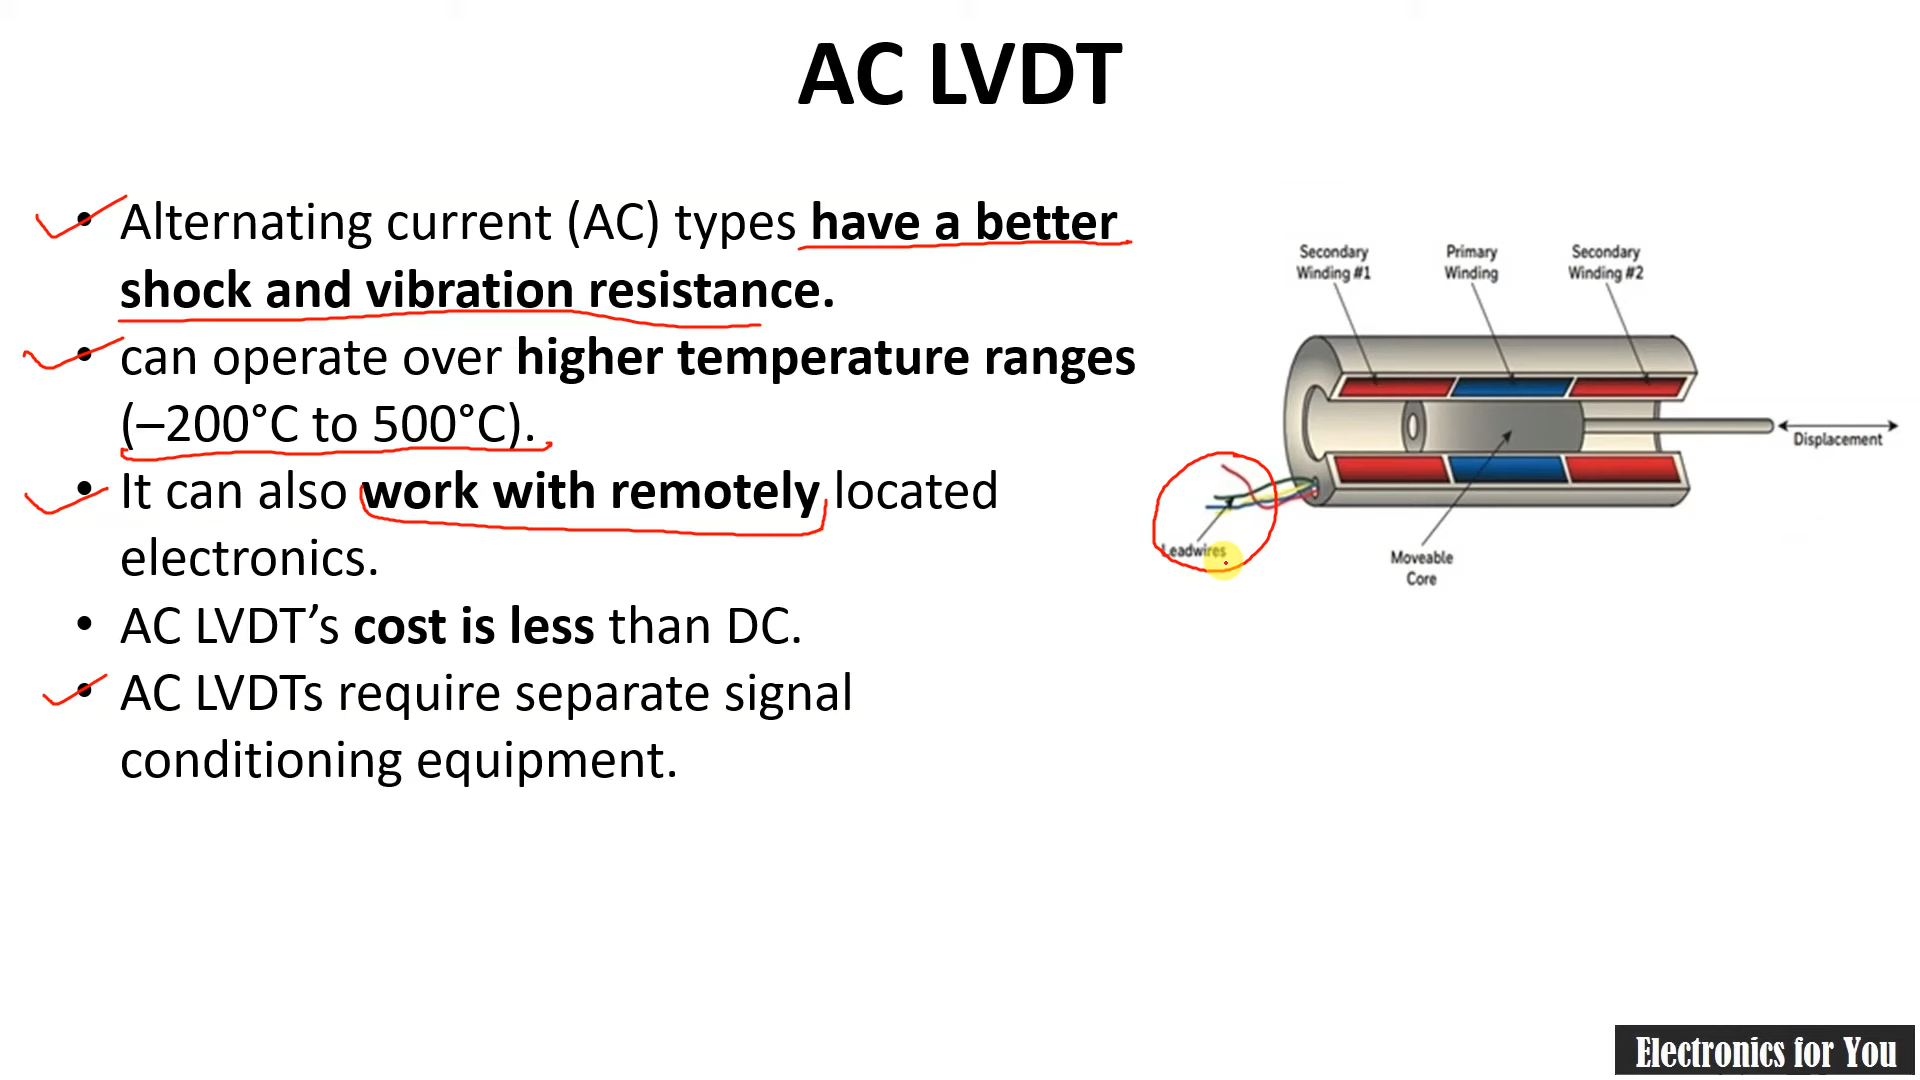 AC LVDT
• Alternating current (AC) types have a better
shock and vibration resistance.
• can operate over higher temperature ranges
(–200°C to 500°C).
• It can also work with remotely located
electronics.
• AC LVDT’s cost is less than DC.
• AC LVDTs require separate signal
conditioning equipment.
Secondary
Winding #1
Primary
Winding
Secondary
Winding #2
Displacement
Leadwires
Moveable
Core
Electronics for You